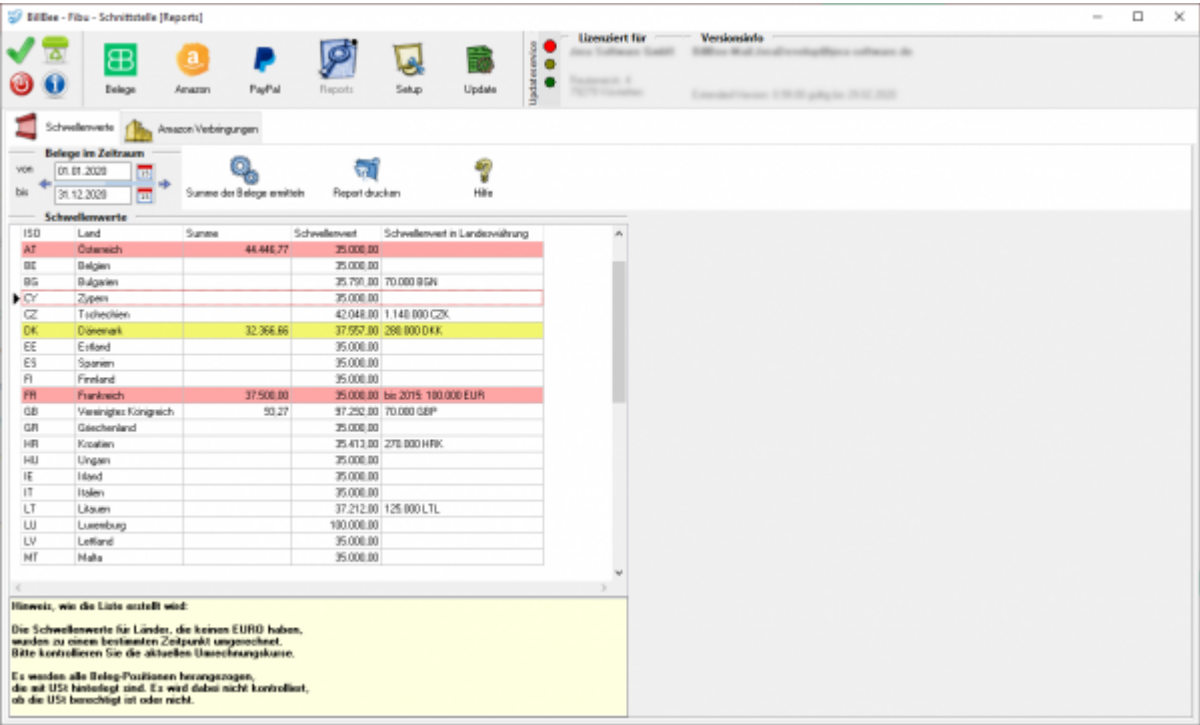 BillBee - Fibu - Schnittstelle [Reports]
Belege
Amazon
PayPal
Reports
Setup
Update
Updateservice
Lizenziert für
Versionsinfo
Schwellenwerte
Amazon Verbringungen
Belege im Zeitraum
von 01.01.2020
bis 31.12.2020
Summe der Belege ermitteln
Report drucken
Hilfe
Schwellenwerte
ISO Land Summe Schwellenwert Schwellenwert in Landeswährung
AT Österreich 44.446,77 35.000,00
BE Belgien 35.000,00
BG Bulgarien 35.791,00 70.000 BGN
CY Zypern 35.000,00
CZ Tschechien 42.048,00 1.140.000 CZK
DK Dänemark 32.366,66 37.557,00 280.000 DKK
EE Estland 35.000,00
ES Spanien 35.000,00
FI Finnland 35.000,00
FR Frankreich 37.500,00 35.000,00 bis 2015: 100.000 EUR
GB Vereinigtes Königreich 93,27 97.292,00 70.000 GBP
GR Griechenland 35.000,00
HR Kroatien 35.413,00 270.000 HRK
HU Ungarn 35.000,00
IE Irland 35.000,00
IT Italien 35.000,00
LT Litauen 37.212,00 125.000 LTL
LU Luxemburg 100.000,00
LV Lettland 35.000,00
MT Malta 35.000,00
Hinweis, wie die Liste erstellt wird:
Die Schwellenwerte für Länder, die keinen EURO haben,
wurden zu einem bestimmten Zeitpunkt umgerechnet.
Bitte kontrollieren Sie die aktuellen Umrechnungskurse.
Es werden alle Beleg-Positionen herangezogen,
die mit USt hinterlegt sind. Es wird dabei nicht kontrolliert,
ob die USt berechtigt ist oder nicht.